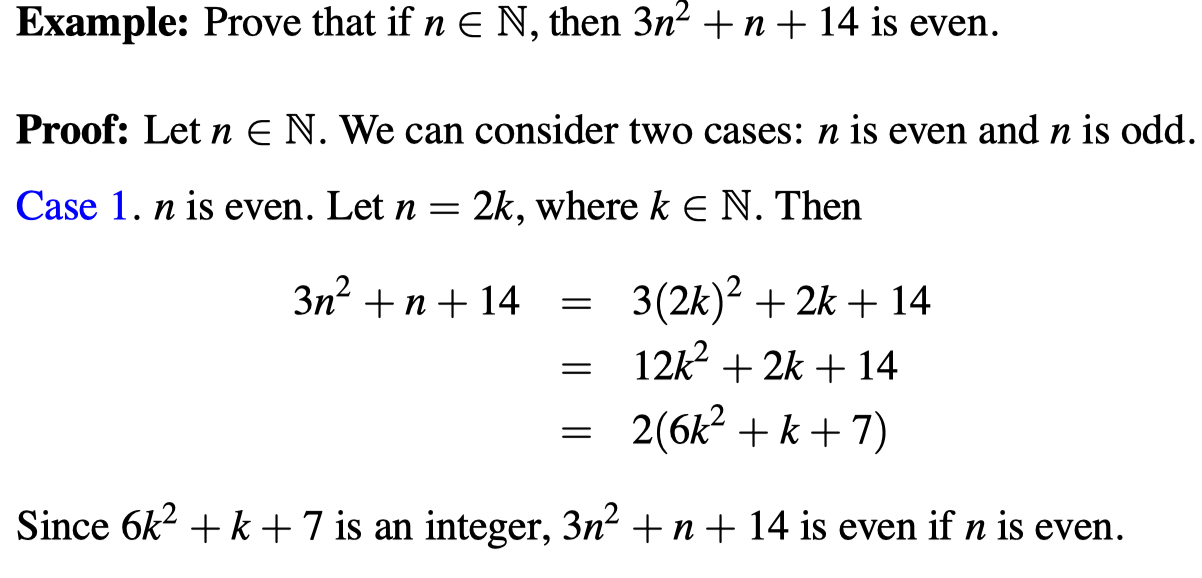 Example: Prove that if n ∈ ℕ, then 3n² + n + 14 is even.
Proof: Let n ∈ ℕ. We can consider two cases: n is even and n is odd.
Case 1. n is even. Let n = 2k, where k ∈ ℕ. Then
3n² + n + 14 = 3(2k)² + 2k + 14
= 12k² + 2k + 14
= 2(6k² + k + 7)
Since 6k² + k + 7 is an integer, 3n² + n + 14 is even if n is even.